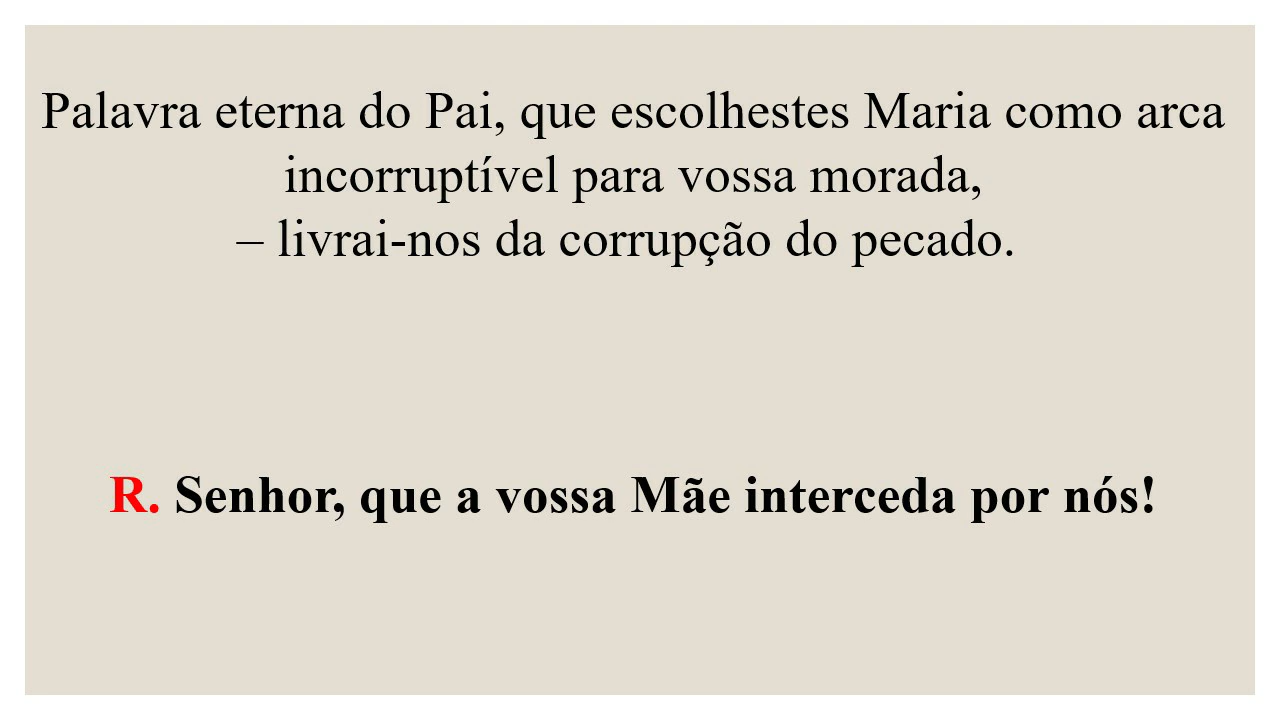 Palavra eterna do Pai, que escolhestes Maria como arca
incorruptível para vossa morada,
– livrai-nos da corrupção do pecado.
R. Senhor, que a vossa Mãe interceda por nós!